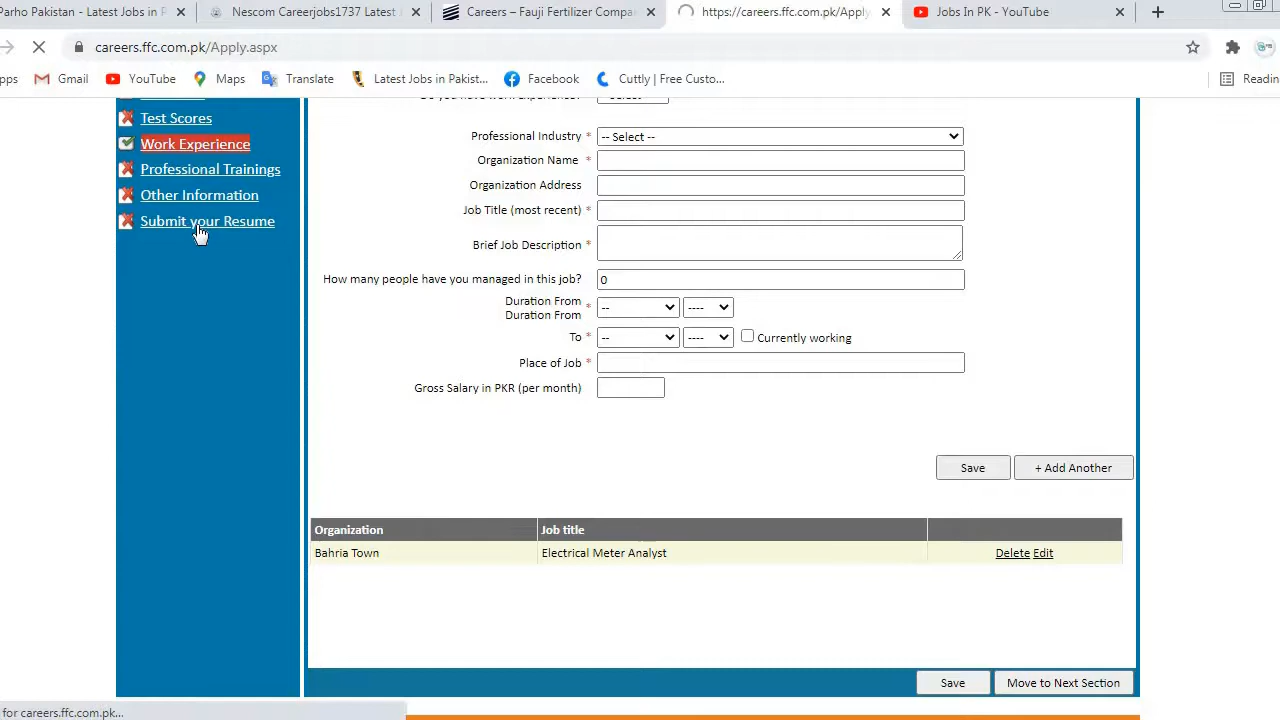 Parho Pakistan - Latest Jobs in P
Nescom Careerjobs1737 Latest J
Careers – Fauji Fertilizer Compa
https://careers.ffc.com.pk/Apply
Jobs In PK - YouTube
careers.ffc.com.pk/Apply.aspx
pps
Gmail
YouTube
Maps
Translate
Latest Jobs in Pakist...
Facebook
Cuttly | Free Custo...
Readin
Test Scores
Work Experience
Professional Trainings
Other Information
Submit your Resume
Professional Industry * -- Select --
Organization Name *
Organization Address
Job Title (most recent) *
Brief Job Description *
How many people have you managed in this job? 0
Duration From
Duration From * -- ----
To * -- ---- Currently working
Place of Job *
Gross Salary in PKR (per month)
Save + Add Another
Organization Job title
Bahria Town Electrical Meter Analyst Delete Edit
Save Move to Next Section
for careers.ffc.com.pk...